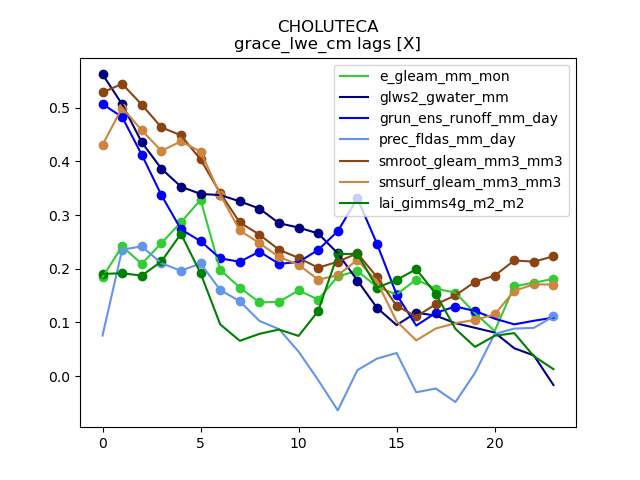 CHOLUTECA
grace_lwe_cm lags [X]
e_gleam_mm_mon
glws2_gwater_mm
grun_ens_runoff_mm_day
prec_fldas_mm_day
smroot_gleam_mm3_mm3
smsurf_gleam_mm3_mm3
lai_gimms4g_m2_m2
0.5
0.4
0.3
0.2
0.1
0.0
0 5 10 15 20